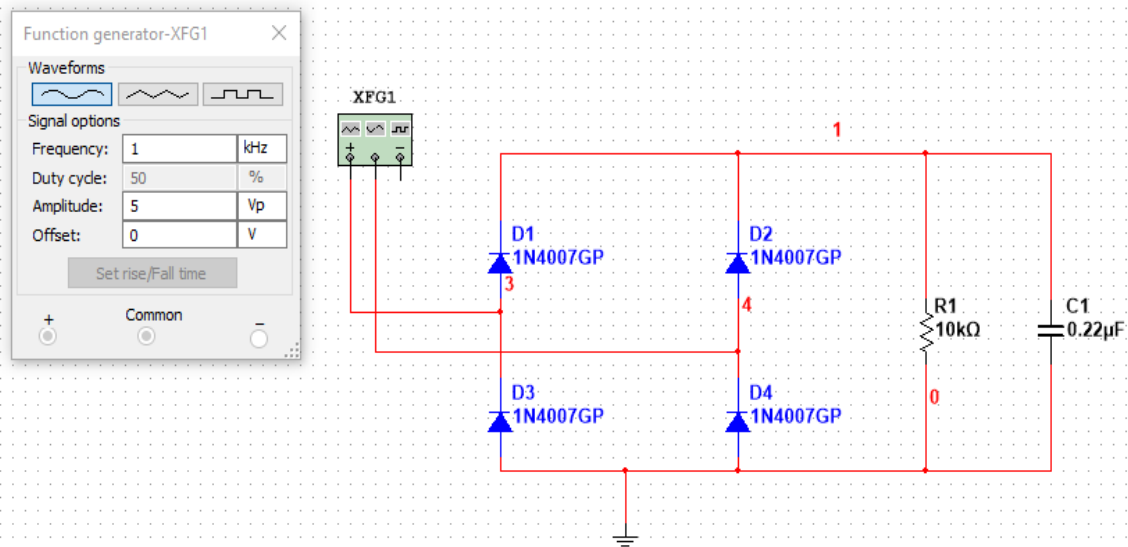 Function generator-XFG1
Waveforms
Signal options
Frequency: 1 kHz
Duty cycle: 50 %
Amplitude: 5 Vp
Offset: 0 V
Set rise/Fall time
+ Common −
XFG1
+ −
1
D1
1N4007GP
3
D2
1N4007GP
4
R1
10kΩ
C1
0.22µF
D3
1N4007GP
D4
1N4007GP
0